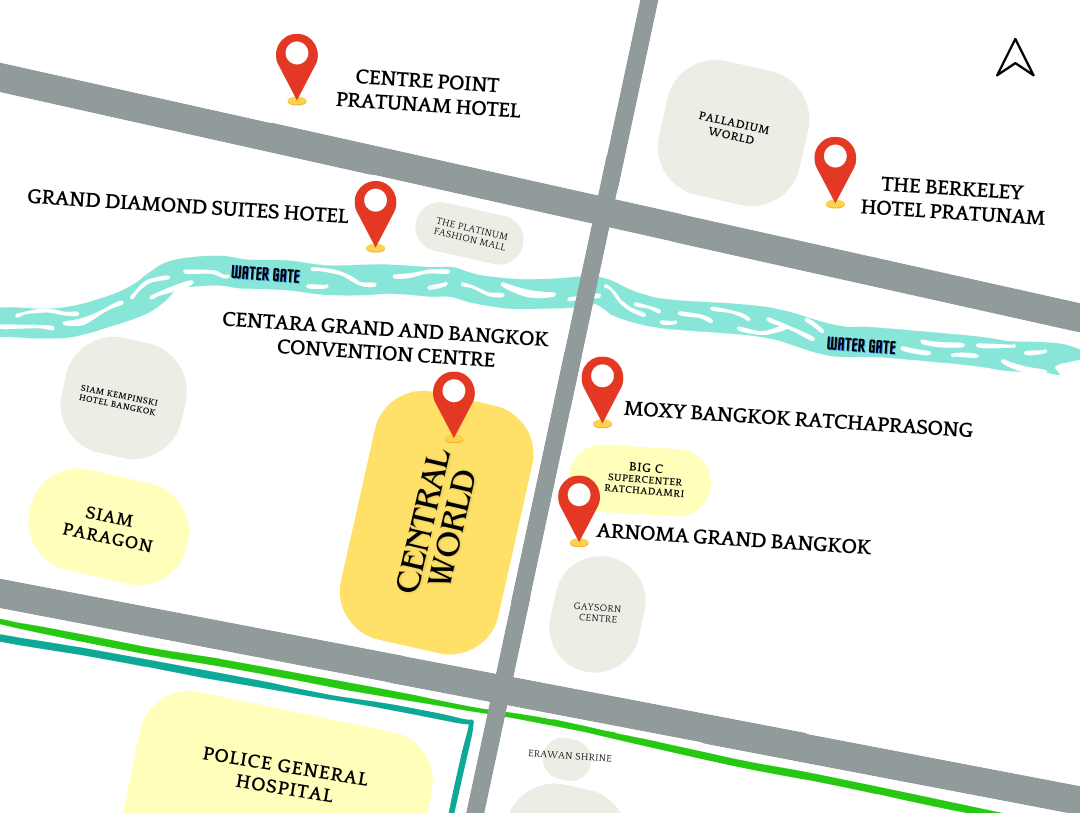 CENTRE POINT
PRATUNAM HOTEL
PALLADIUM
WORLD
THE BERKELEY
HOTEL PRATUNAM
GRAND DIAMOND SUITES HOTEL
THE PLATINUM
FASHION MALL
WATER GATE
CENTARA GRAND AND BANGKOK
CONVENTION CENTRE
WATER GATE
SIAM KEMPINSKI
HOTEL BANGKOK
MOXY BANGKOK RATCHAPRASONG
BIG C
SUPERCENTER
RATCHADAMRI
SIAM
PARAGON
CENTRAL
WORLD
ARNOMA GRAND BANGKOK
GAYSORN
CENTRE
POLICE GENERAL
HOSPITAL
ERAWAN SHRINE